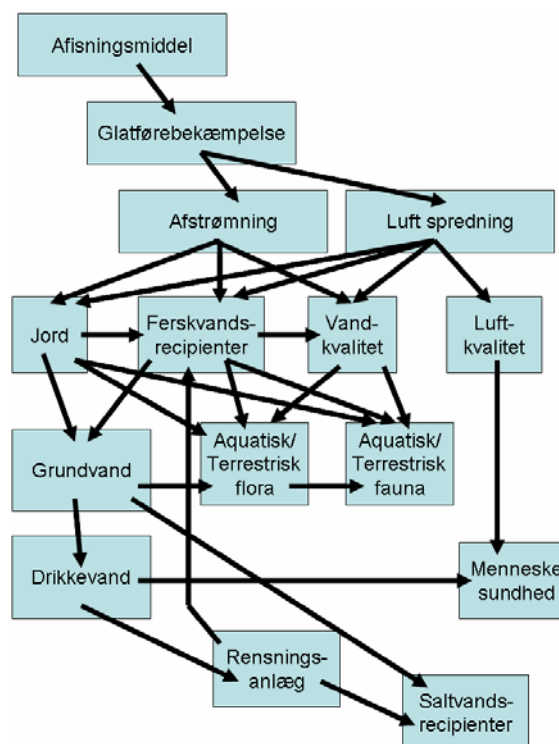 Afisningsmiddel
Glatførebekæmpelse
Afstrømning
Luft spredning
Jord
Ferskvands-
recipienter
Vand-
kvalitet
Luft-
kvalitet
Grundvand
Aquatisk/
Terrestrisk
flora
Aquatisk/
Terrestrisk
fauna
Drikkevand
Menneske
sundhed
Rensnings-
anlæg
Saltvands-
recipienter